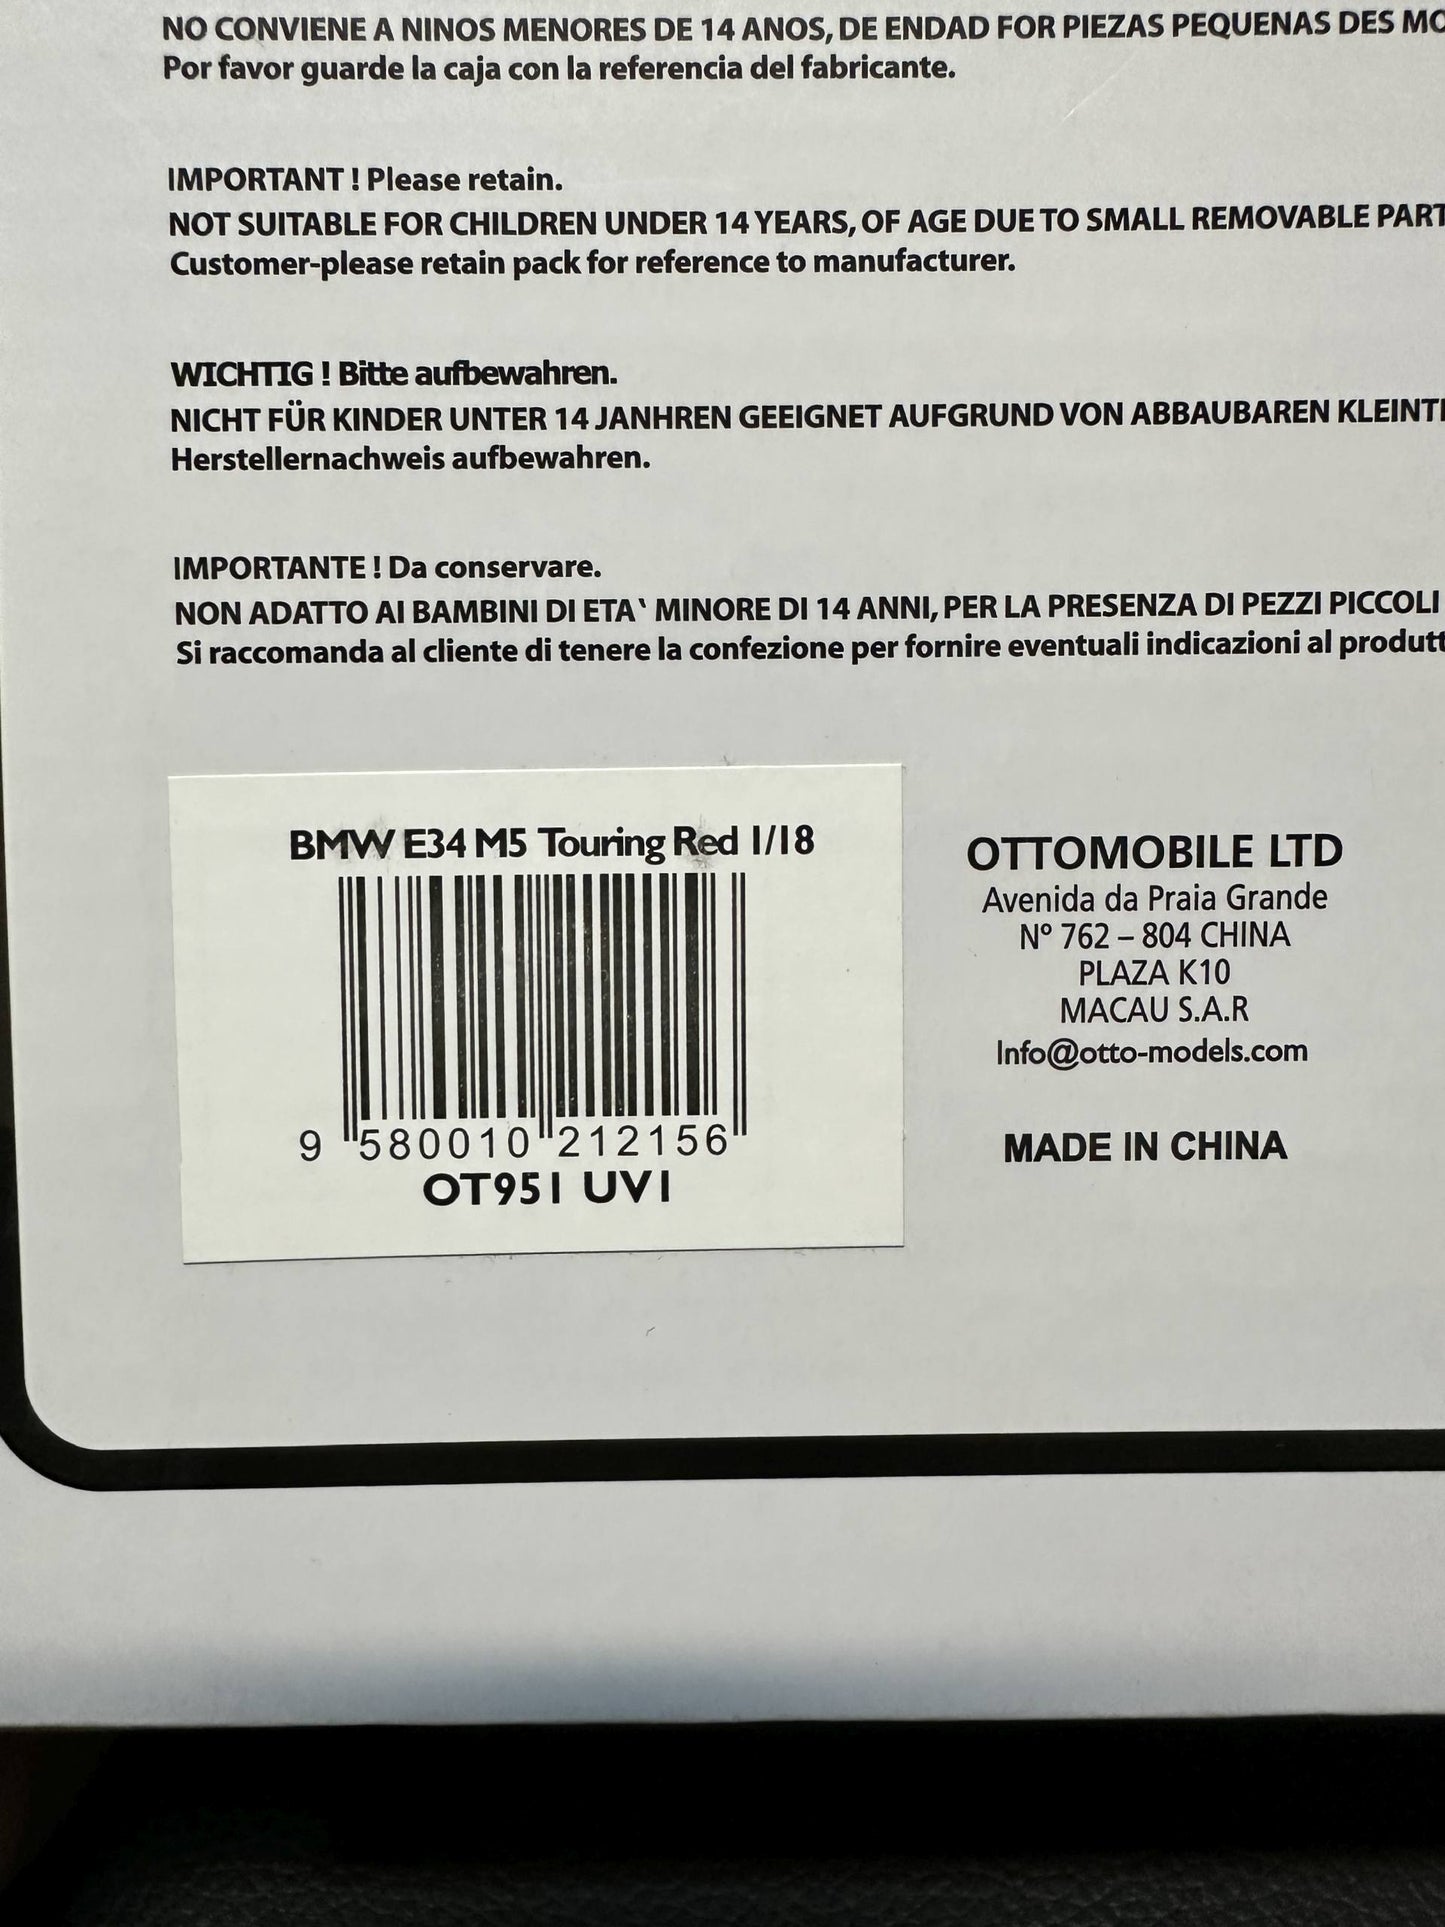 NO CONVIENE A NINOS MENORES DE 14 ANOS, DE ENDAD FOR PIEZAS PEQUENAS DES MO
Por favor guarde la caja con la referencia del fabricante.
IMPORTANT ! Please retain.
NOT SUITABLE FOR CHILDREN UNDER 14 YEARS, OF AGE DUE TO SMALL REMOVABLE PART
Customer-please retain pack for reference to manufacturer.
WICHTIG ! Bitte aufbewahren.
NICHT FÜR KINDER UNTER 14 JANHREN GEEIGNET AUFGRUND VON ABBAUBAREN KLEINTI
Herstellernachweis aufbewahren.
IMPORTANTE ! Da conservare.
NON ADATTO AI BAMBINI DI ETA‵ MINORE DI 14 ANNI, PER LA PRESENZA DI PEZZI PICCOLI
Si raccomanda al cliente di tenere la confezione per fornire eventuali indicazioni al produtt
BMW E34 M5 Touring Red 1/18
9 580010 212156
OT951 UV1
OTTOMOBILE LTD
Avenida da Praia Grande
Nº 762 – 804 CHINA
PLAZA K10
MACAU S.A.R
Info@otto-models.com
MADE IN CHINA